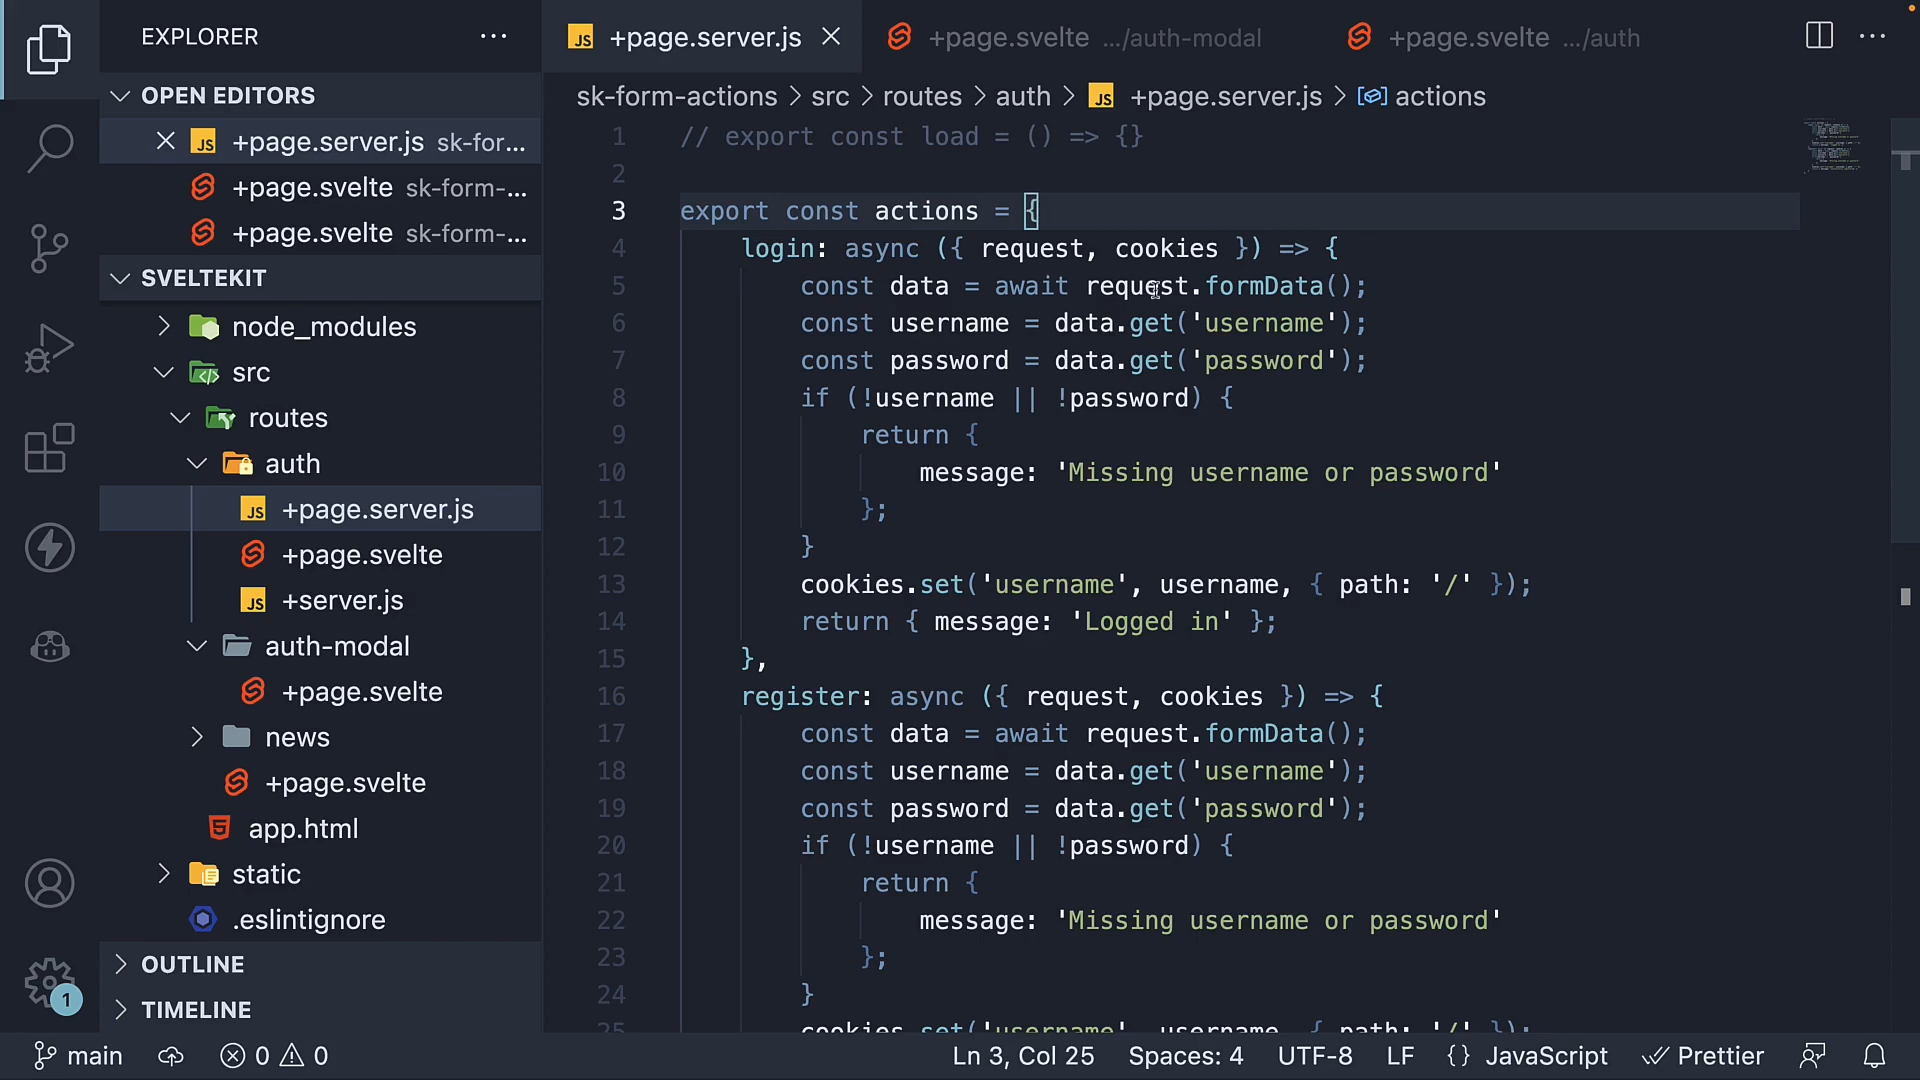 EXPLORER
OPEN EDITORS
+page.server.js sk-for...
+page.svelte sk-form-...
+page.svelte sk-form-...
SVELTEKIT
node_modules
src
routes
auth
+page.server.js
+page.svelte
+server.js
auth-modal
+page.svelte
news
+page.svelte
app.html
static
.eslintignore
OUTLINE
TIMELINE
1
+page.server.js
+page.svelte .../auth-modal
+page.svelte .../auth
sk-form-actions > src > routes > auth > JS +page.server.js > actions
1 // export const load = () => {}
2
3 export const actions = {
4 login: async ({ request, cookies }) => {
5 const data = await request.formData();
6 const username = data.get('username');
7 const password = data.get('password');
8 if (!username || !password) {
9 return {
10 message: 'Missing username or password'
11 };
12 }
13 cookies.set('username', username, { path: '/' });
14 return { message: 'Logged in' };
15 },
16 register: async ({ request, cookies }) => {
17 const data = await request.formData();
18 const username = data.get('username');
19 const password = data.get('password');
20 if (!username || !password) {
21 return {
22 message: 'Missing username or password'
23 };
24 }
25 cookies.set('username', username, { path: '/' });
main
0 0
Ln 3, Col 25
Spaces: 4
UTF-8
LF
{ } JavaScript
Prettier